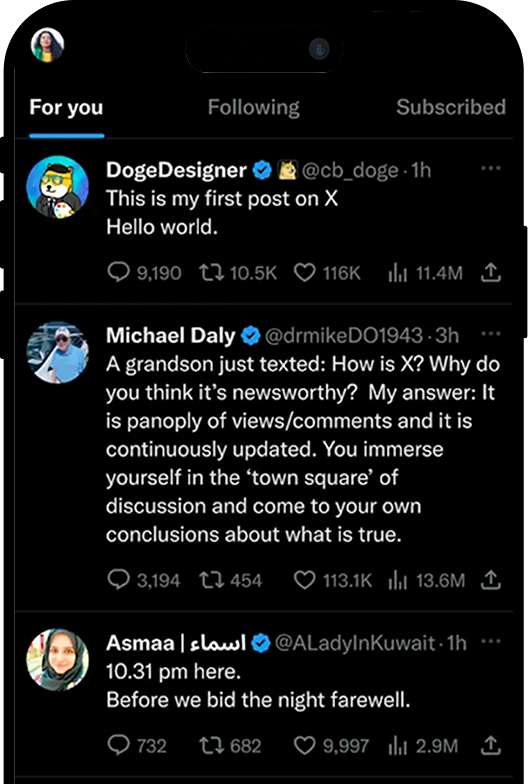 For you Following Subscribed
DogeDesigner @cb_doge · 1h
This is my first post on X
Hello world.
9,190 10.5K 116K 11.4M
Michael Daly @drmikeDO1943 · 3h
A grandson just texted: How is X? Why do
you think it’s newsworthy?  My answer: It
is panoply of views/comments and it is
continuously updated. You immerse
yourself in the ‘town square’ of
discussion and come to your own
conclusions about what is true.
3,194 454 113.1K 13.6M
Asmaa | اسماء @ALadyInKuwait · 1h
10.31 pm here.
Before we bid the night farewell.
732 682 9,997 2.9M